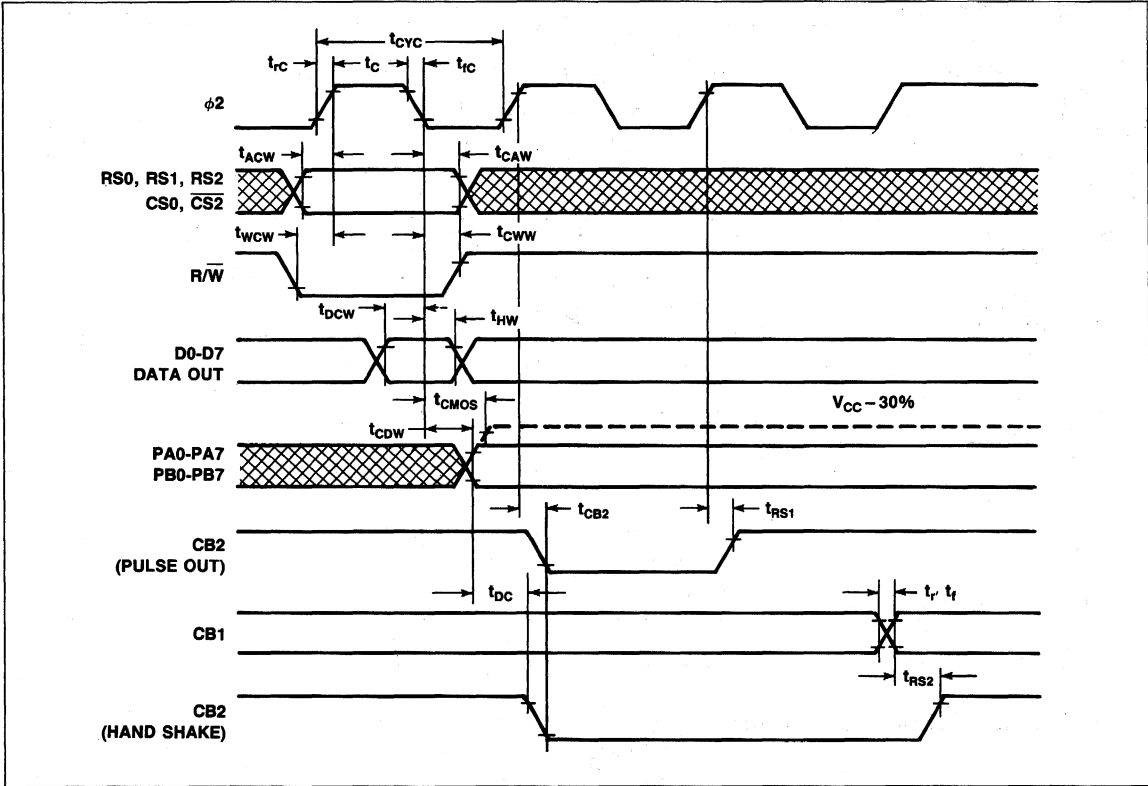 tCYC
trC tC tfC
ϕ2
tACW tCAW
RS0, RS1, RS2
CS0, C̅S̅2̅
tWCW tCWW
R/W̅
tDCW tHW
D0-D7
DATA OUT
tCMOS VCC – 30%
tCDW
PA0-PA7
PB0-PB7
tCB2 tRS1
CB2
(PULSE OUT)
tDC tr, tf
CB1
tRS2
CB2
(HAND SHAKE)